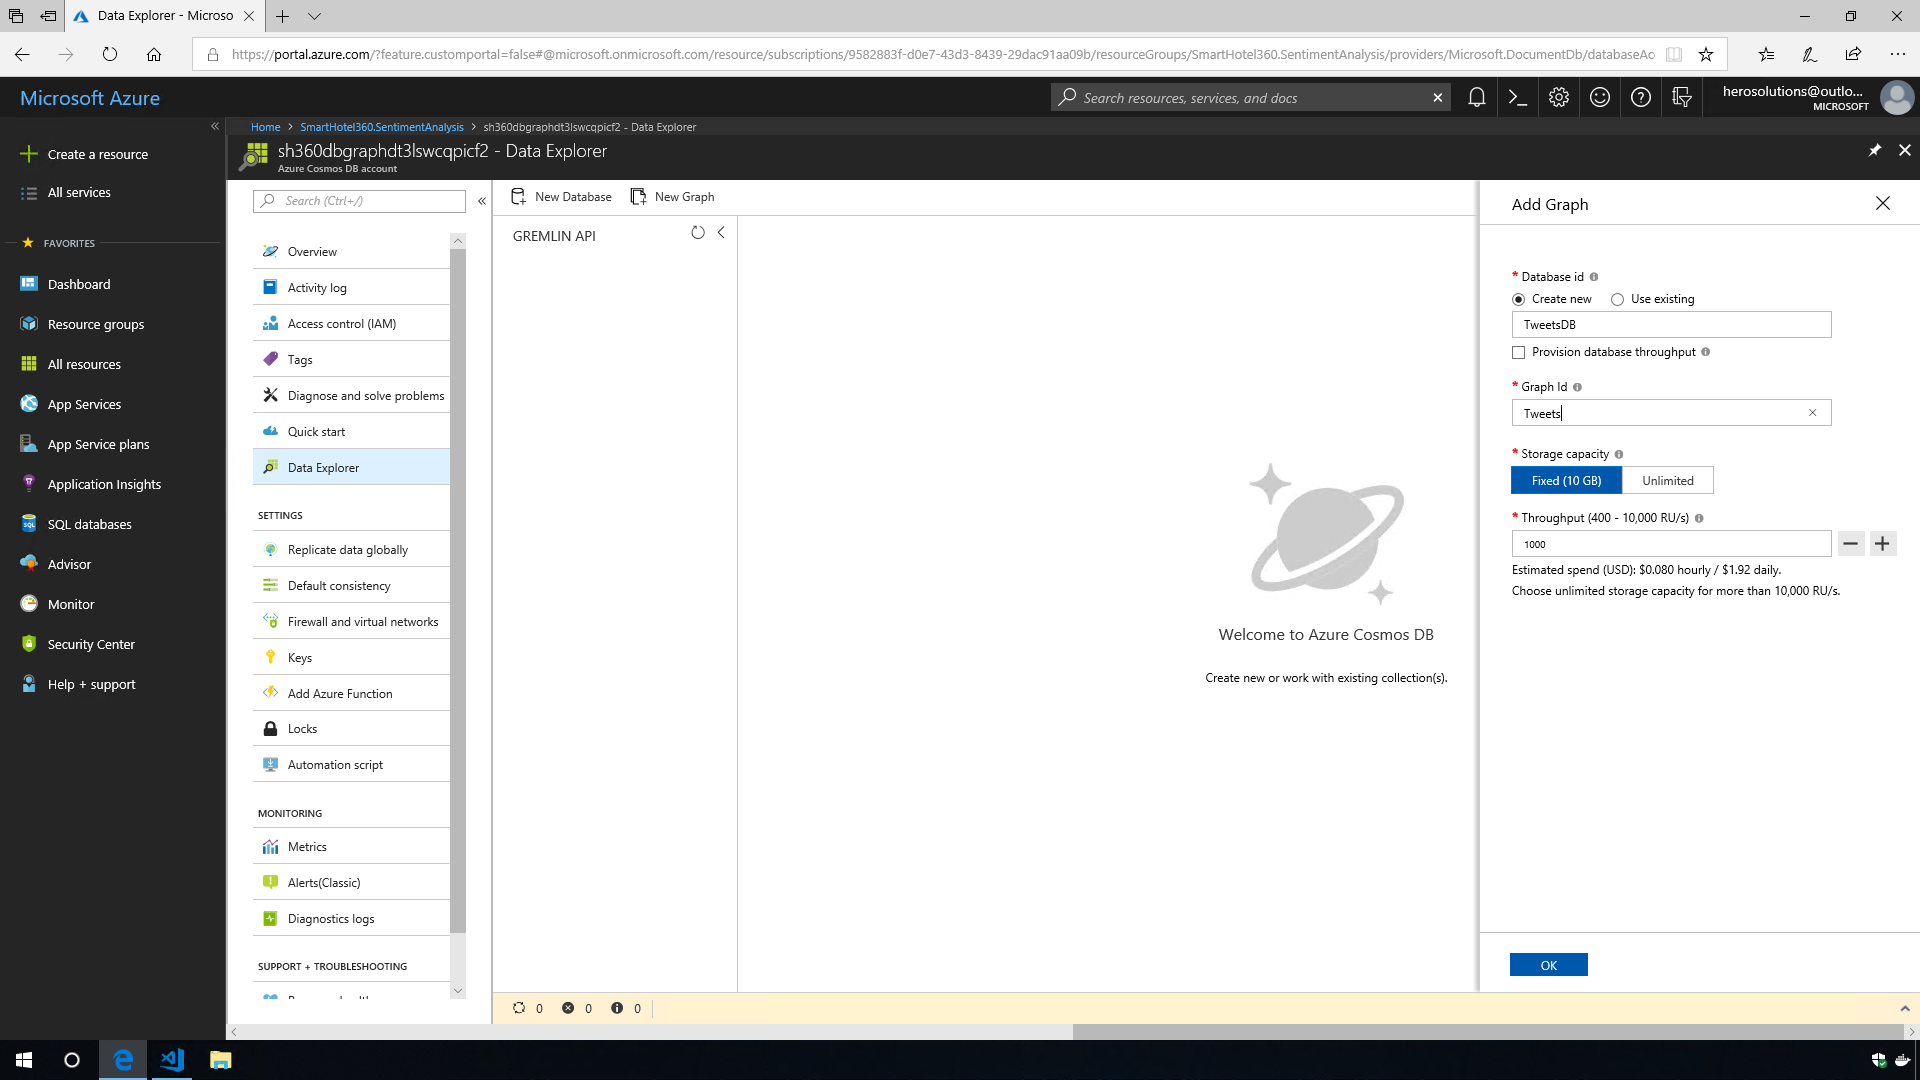 Data Explorer - Microso
https://portal.azure.com/?feature.customportal=false#@microsoft.onmicrosoft.com/resource/subscriptions/9582883f-d0e7-43d3-8439-29dac91aa09b/resourceGroups/SmartHotel360.SentimentAnalysis/providers/Microsoft.DocumentDb/databaseAc
Microsoft Azure
Search resources, services, and docs
herosolutions@outlo...
MICROSOFT
Home > SmartHotel360.SentimentAnalysis > sh360dbgraphdt3lswcqpicf2 - Data Explorer
sh360dbgraphdt3lswcqpicf2 - Data Explorer
Azure Cosmos DB account
Create a resource
All services
FAVORITES
Dashboard
Resource groups
All resources
App Services
App Service plans
Application Insights
SQL databases
Advisor
Monitor
Security Center
Help + support
Search (Ctrl+/)
Overview
Activity log
Access control (IAM)
Tags
Diagnose and solve problems
Quick start
Data Explorer
SETTINGS
Replicate data globally
Default consistency
Firewall and virtual networks
Keys
Add Azure Function
Locks
Automation script
MONITORING
Metrics
Alerts(Classic)
Diagnostics logs
SUPPORT + TROUBLESHOOTING
New Database
New Graph
GREMLIN API
Welcome to Azure Cosmos DB
Create new or work with existing collection(s).
0 0 0
Add Graph
* Database id
Create new
Use existing
TweetsDB
Provision database throughput
* Graph Id
Tweets
* Storage capacity
Fixed (10 GB)
Unlimited
* Throughput (400 - 10,000 RU/s)
1000
Estimated spend (USD): $0.080 hourly / $1.92 daily.
Choose unlimited storage capacity for more than 10,000 RU/s.
OK